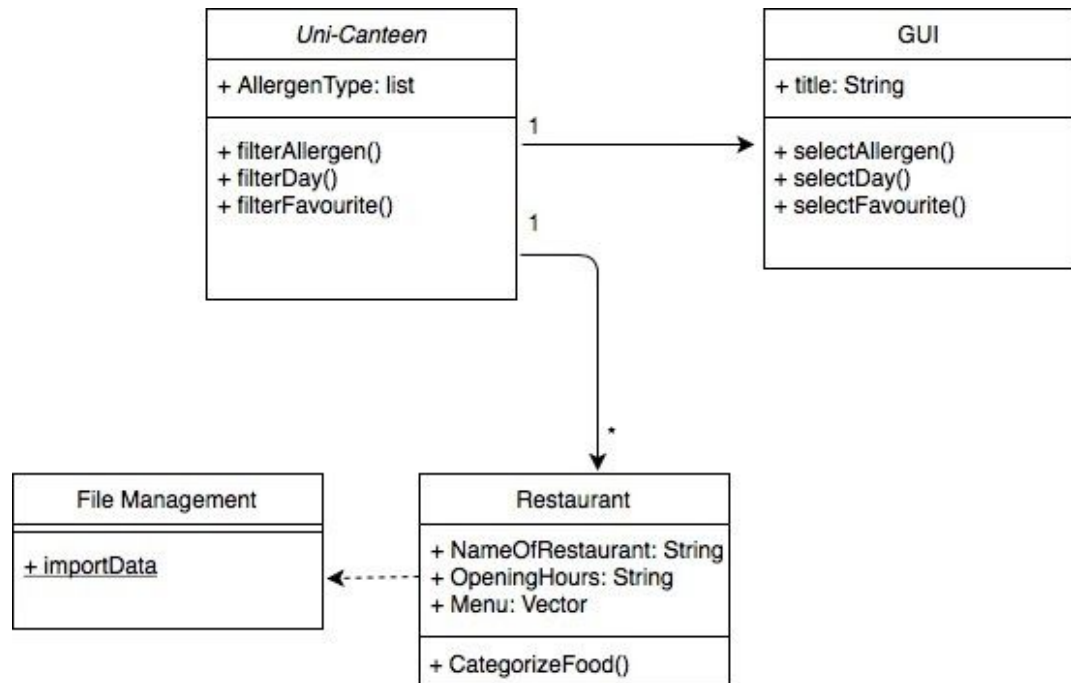 Uni-Canteen
+ AllergenType: list
+ filterAllergen()
+ filterDay()
+ filterFavourite()
1
1
*
GUI
+ title: String
+ selectAllergen()
+ selectDay()
+ selectFavourite()
File Management
+ importData
Restaurant
+ NameOfRestaurant: String
+ OpeningHours: String
+ Menu: Vector
+ CategorizeFood()